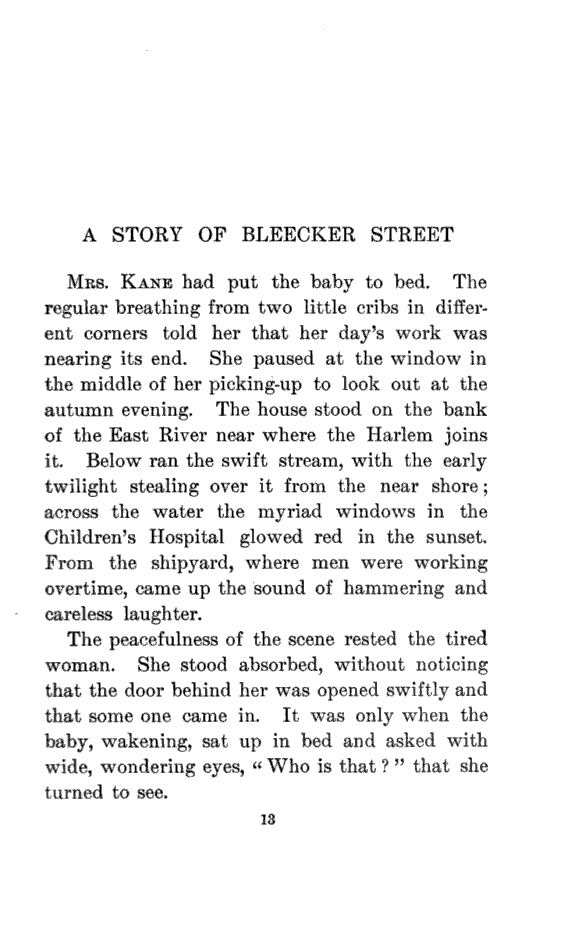 A STORY OF BLEECKER STREET
MRS. KANE had put the baby to bed. The
regular breathing from two little cribs in differ-
ent corners told her that her day's work was
nearing its end. She paused at the window in
the middle of her picking-up to look out at the
autumn evening. The house stood on the bank
of the East River near where the Harlem joins
it. Below ran the swift stream, with the early
twilight stealing over it from the near shore;
across the water the myriad windows in the
Children's Hospital glowed red in the sunset.
From the shipyard, where men were working
overtime, came up the sound of hammering and
careless laughter.
The peacefulness of the scene rested the tired
woman. She stood absorbed, without noticing
that the door behind her was opened swiftly and
that some one came in. It was only when the
baby, wakening, sat up in bed and asked with
wide, wondering eyes, “Who is that?” that she
turned to see.
13